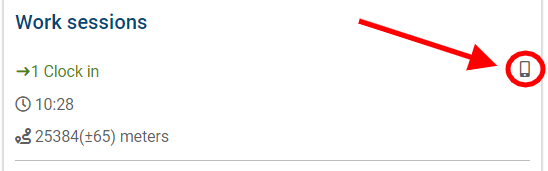 Work sessions
→1 Clock in
10:28
25384(±65) meters